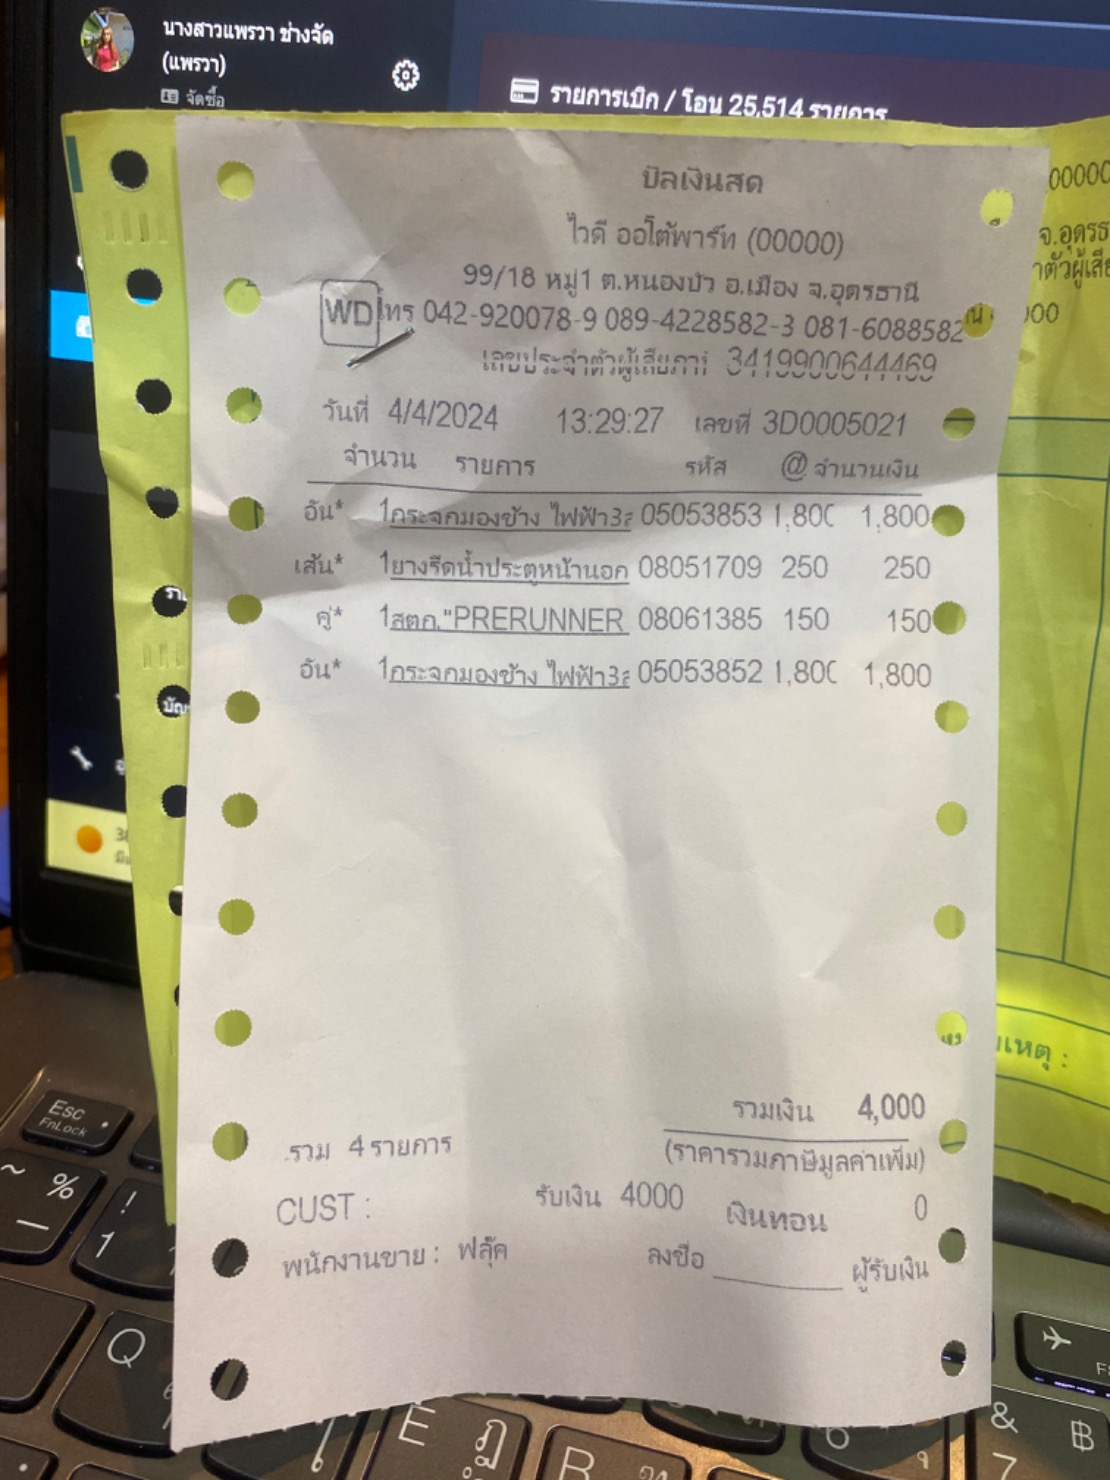 นางสาวแพรวา ช่างจัด
(แพรวา)
จัดซื้อ
รายการเบิก / โอน 25,514 รายการ
บิลเงินสด
ไวดี ออโต้พาร์ท (00000)
99/18 หมู่1 ต.หนองบัว อ.เมือง จ.อุดรธานี
WD โทร 042-920078-9 089-4228582-3 081-6088582
เลขประจำตัวผู้เสียภาษี 3419900644469
วันที่ 4/4/2024 13:29:27 เลขที่ 3D0005021
จำนวน รายการ รหัส @ จำนวนเงิน
อัน* 1กระจกมองข้าง ไฟฟ้า3ส 05053853 1,800 1,800
เส้น* 1ยางรีดน้ำประตูหน้านอก 08051709 250 250
คู่* 1สตก."PRERUNNER 08061385 150 150
อัน* 1กระจกมองข้าง ไฟฟ้า3ส 05053852 1,800 1,800
รวมเงิน 4,000
รวม 4 รายการ (ราคารวมภาษีมูลค่าเพิ่ม)
CUST : รับเงิน 4000 เงินทอน 0
พนักงานขาย : ฟลุ๊ค ลงชื่อ ผู้รับเงิน
00000
จ.อุดรธ
เหตุ :
Esc
FnLock
~ % ! 1
Q
E ฎ
R
& 7 ฿